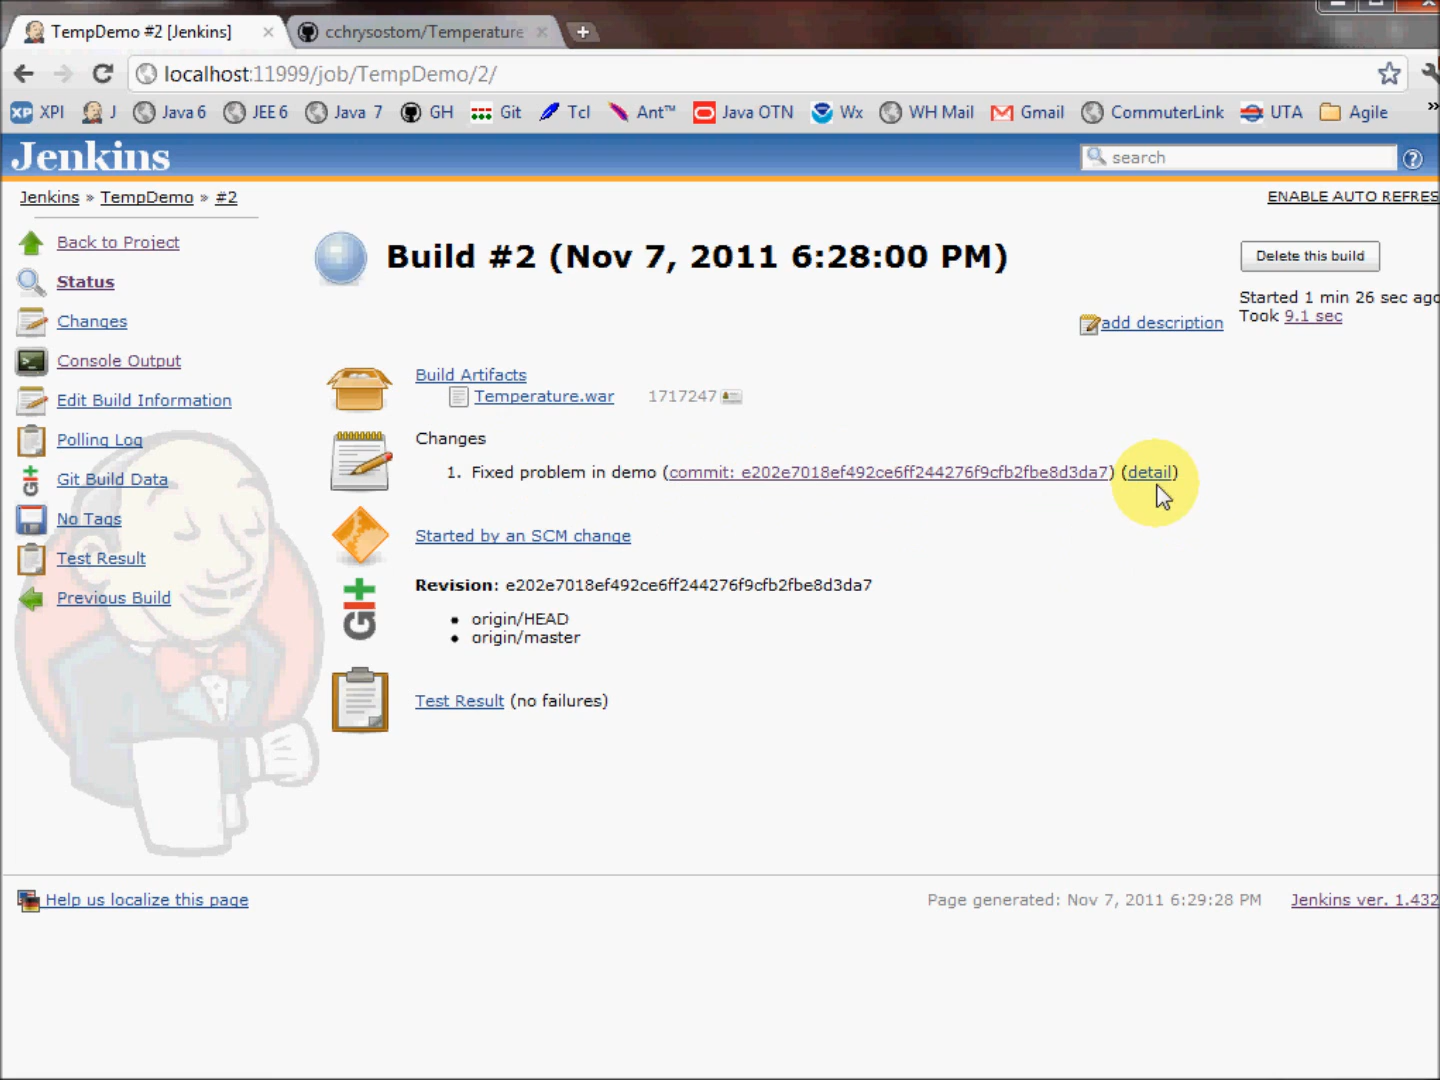 TempDemo #2 [Jenkins]
cchrysostom/Temperature
localhost:11999/job/TempDemo/2/
XP XPI J Java 6 JEE 6 Java 7 GH Git Tcl Ant™ Java OTN Wx WH Mail Gmail CommuterLink UTA Agile »
Jenkins
search
Jenkins » TempDemo » #2
ENABLE AUTO REFRES
Back to Project
Status
Changes
Console Output
Edit Build Information
Polling Log
Git Build Data
No Tags
Test Result
Previous Build
Build #2 (Nov 7, 2011 6:28:00 PM)
Delete this build
Started 1 min 26 sec ago
Took 9.1 sec
add description
Build Artifacts
Temperature.war 1717247
Changes
1. Fixed problem in demo (commit: e202e7018ef492ce6ff244276f9cfb2fbe8d3da7) (detail)
Started by an SCM change
Git
Revision: e202e7018ef492ce6ff244276f9cfb2fbe8d3da7
• origin/HEAD
• origin/master
Test Result (no failures)
Help us localize this page
Page generated: Nov 7, 2011 6:29:28 PM
Jenkins ver. 1.432